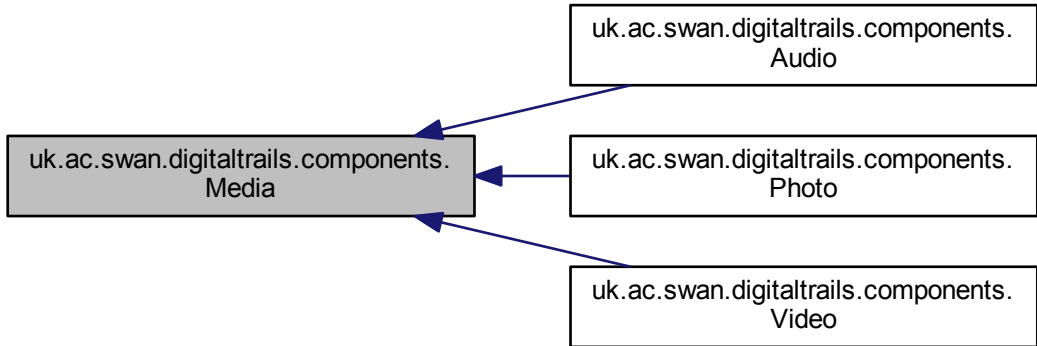 uk.ac.swan.digitaltrails.components.
Audio
uk.ac.swan.digitaltrails.components.
Media
uk.ac.swan.digitaltrails.components.
Photo
uk.ac.swan.digitaltrails.components.
Video